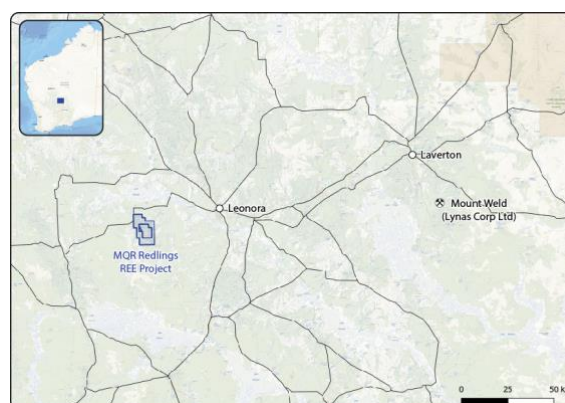 Laverton
Mount Weld
(Lynas Corp Ltd)
Leonora
MQR Redlings
REE Project
0 25 50 k